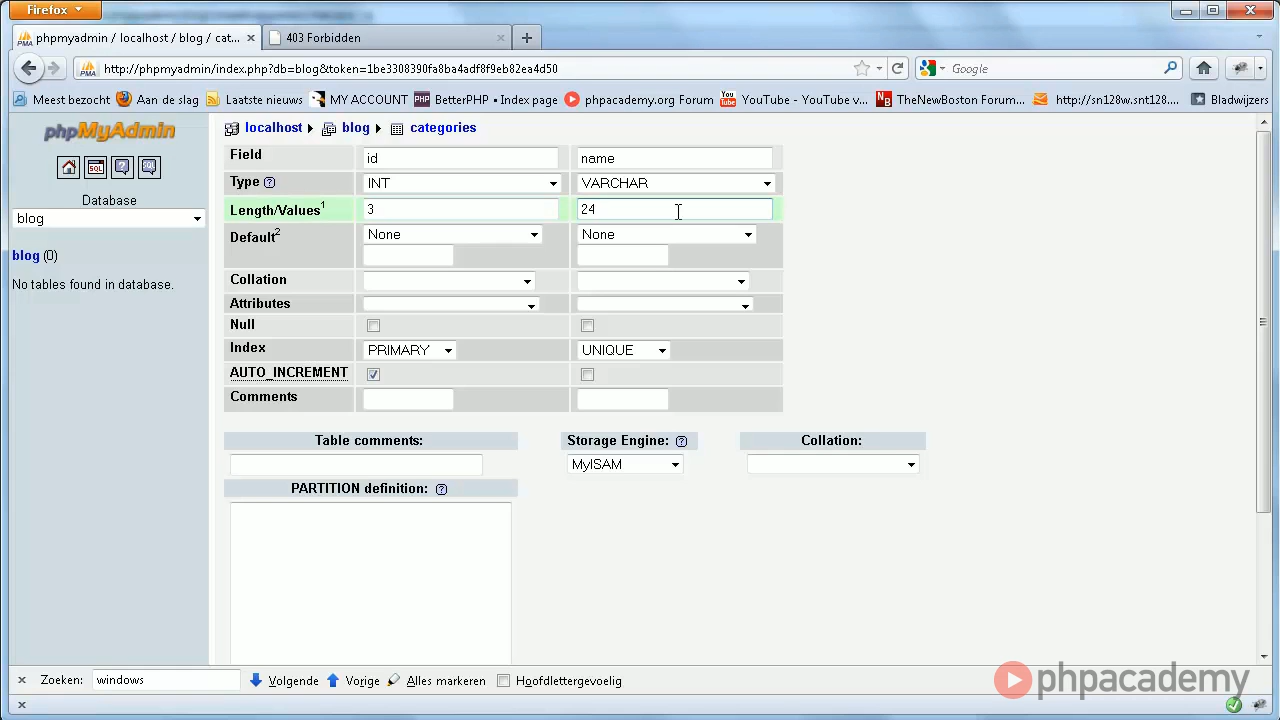 Firefox
phpmyadmin / localhost / blog / cat...
403 Forbidden
http://phpmyadmin/index.php?db=blog&token=1be3308390fa8ba4adf8f9eb82ea4d50
Google
Meest bezocht
Aan de slag
Laatste nieuws
MY ACCOUNT
BetterPHP • Index page
phpacademy.org Forum
YouTube - YouTube v...
TheNewBoston Forum...
http://sn128w.snt128....
Bladwijzers
phpMyAdmin
localhost
blog
categories
Database
blog
blog (0)
No tables found in database.
Field id name
Type INT VARCHAR
Length/Values1 3 24
Default2 None None
Collation
Attributes
Null
Index PRIMARY UNIQUE
AUTO_INCREMENT
Comments
Table comments: Storage Engine: Collation:
MyISAM
PARTITION definition:
Zoeken: windows Volgende Vorige Alles markeren Hoofdlettergevoelig
phpacademy